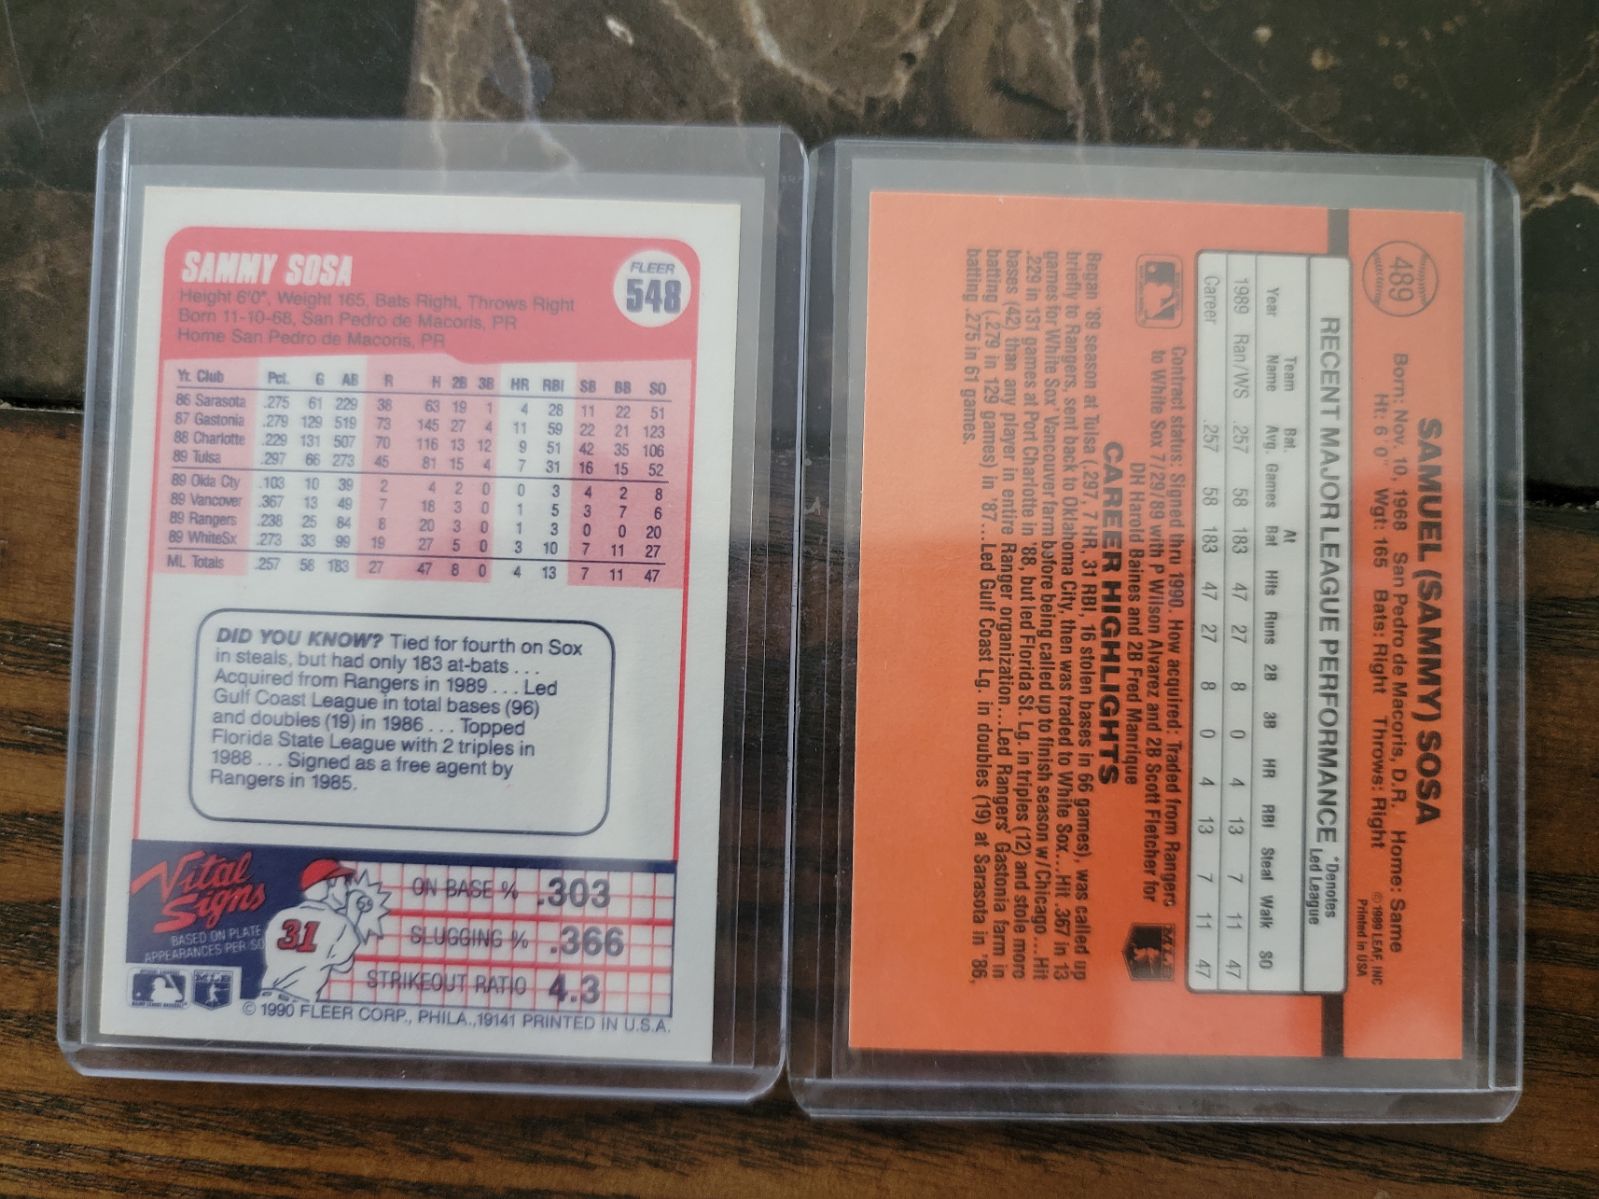 SAMMY SOSA
FLEER
548
Height 6'0", Weight 165, Bats Right, Throws Right
Born 11-10-68, San Pedro de Macoris, PR
Home San Pedro de Macoris, PR
Yr. Club Pct. G AB R H 2B 3B HR RBI SB BB SO
86 Sarasota .275 61 229 38 63 19 1 4 28 11 22 51
87 Gastonia .279 129 519 73 145 27 4 11 59 22 21 123
88 Charlotte .229 131 507 70 116 13 12 9 51 42 35 106
89 Tulsa .297 66 273 45 81 15 4 7 31 16 15 52
89 Okla Cty .103 10 39 2 4 2 0 0 3 4 2 8
89 Vancover .367 13 49 7 18 3 0 1 5 3 7 6
89 Rangers .238 25 84 8 20 3 0 1 3 0 0 20
89 WhiteSx .273 33 99 19 27 5 0 3 10 7 11 27
ML Totals .257 58 183 27 47 8 0 4 13 7 11 47
DID YOU KNOW? Tied for fourth on Sox
in steals, but had only 183 at-bats ...
Acquired from Rangers in 1989 ... Led
Gulf Coast League in total bases (96)
and doubles (19) in 1986 ... Topped
Florida State League with 2 triples in
1988 ... Signed as a free agent by
Rangers in 1985.
Vital
Signs
BASED ON PLATE
APPEARANCES PER SO
31
ON BASE % .303
SLUGGING % .366
STRIKEOUT RATIO 4.3
© 1990 FLEER CORP., PHILA., 19141 PRINTED IN U.S.A.
489
SAMUEL (SAMMY) SOSA
Born: Nov. 10, 1968 San Pedro de Macoris, D.R. Home: Same
Ht: 6' 0" Wgt: 165 Bats: Right Throws: Right
© 1989 LEAF, INC
Printed in USA
RECENT MAJOR LEAGUE PERFORMANCE
*Denotes
Led League
Year Team Name Bat. Avg. Games At Bat Hits Runs 2B 3B HR RBI Steal Walk SO
1989 Ran/WS .257 58 183 47 27 8 0 4 13 7 11 47
Career .257 58 183 47 27 8 0 4 13 7 11 47
Contract status: Signed thru 1990. How acquired: Traded from Rangers
to White Sox 7/29/89 with P Wilson Alvarez and 2B Scott Fletcher for
DH Harold Baines and 2B Fred Manrique
CAREER HIGHLIGHTS
Began '89 season at Tulsa (.297, 7 HR, 31 RBI, 16 stolen bases in 66 games), was called up
briefly to Rangers, sent back to Oklahoma City, then was traded to White Sox...Hit .367 in 13
games for White Sox' Vancouver farm before being called up to finish season w/Chicago...Hit
.229 in 131 games at Port Charlotte in '88, but led Florida St. Lg. in triples (12) and stole more
bases (42) than any player in entire Ranger organization...Led Rangers' Gastonia farm in
batting (.279 in 129 games) in '87...Led Gulf Coast Lg. in doubles (19) at Sarasota in '86,
batting .275 in 61 games.